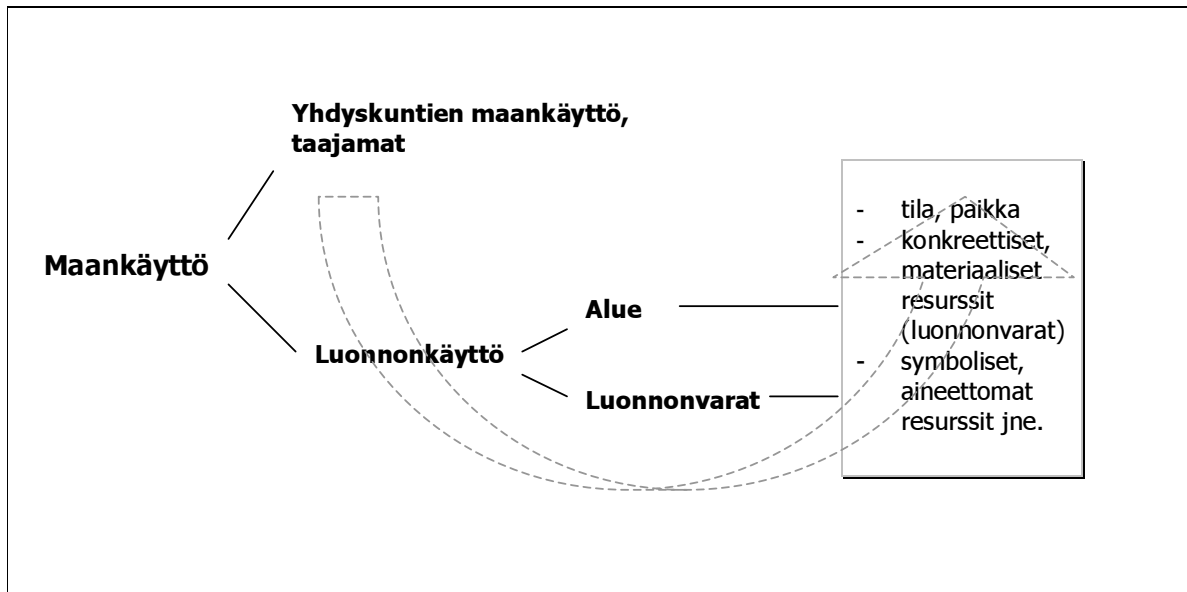 Yhdyskuntien maankäyttö,
taajamat
Maankäyttö
Luonnonkäyttö
Alue
Luonnonvarat
- tila, paikka
- konkreettiset,
materiaaliset
resurssit
(luonnonvarat)
- symboliset,
aineettomat
resurssit jne.